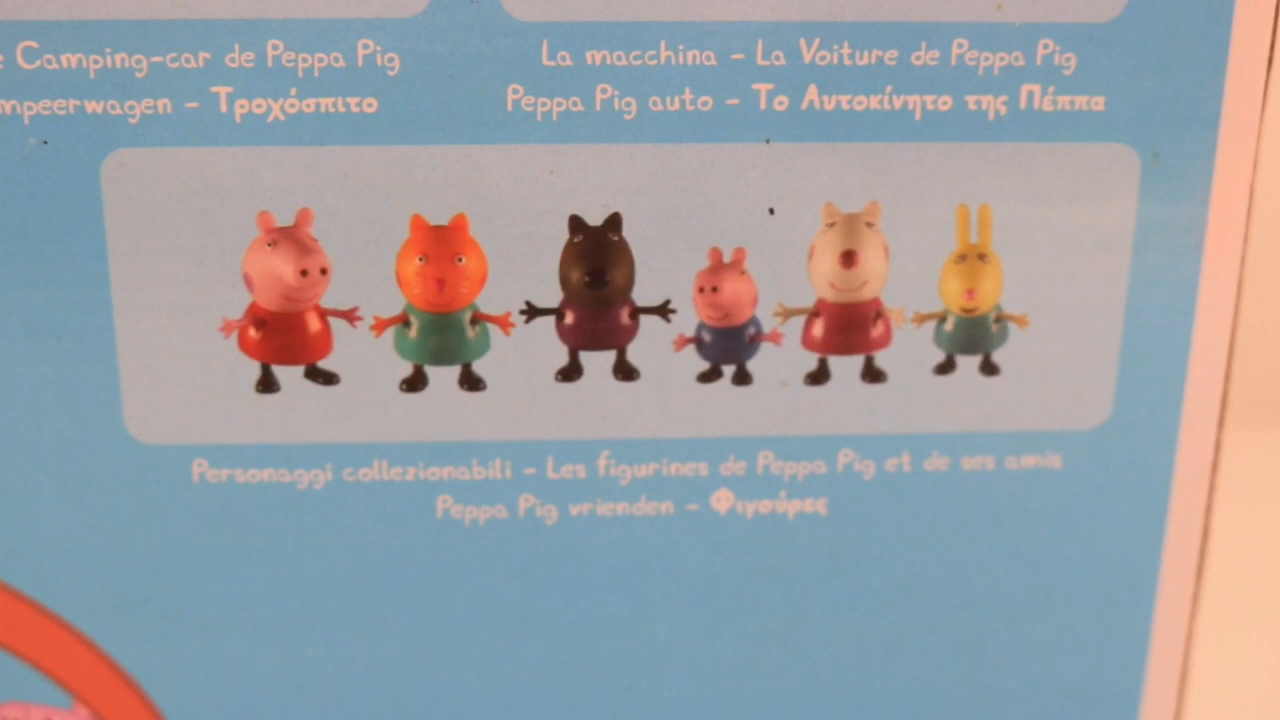 Camping-car de Peppa Pig
mpeerwagen - Τροχόσπιτο
La macchina - La Voiture de Peppa Pig
Peppa Pig auto - Το Αυτοκίνητο της Πέππα
Personaggi collezionabili - Les figurines de Peppa Pig et de ses amis
Peppa Pig vrienden - Φιγούρες